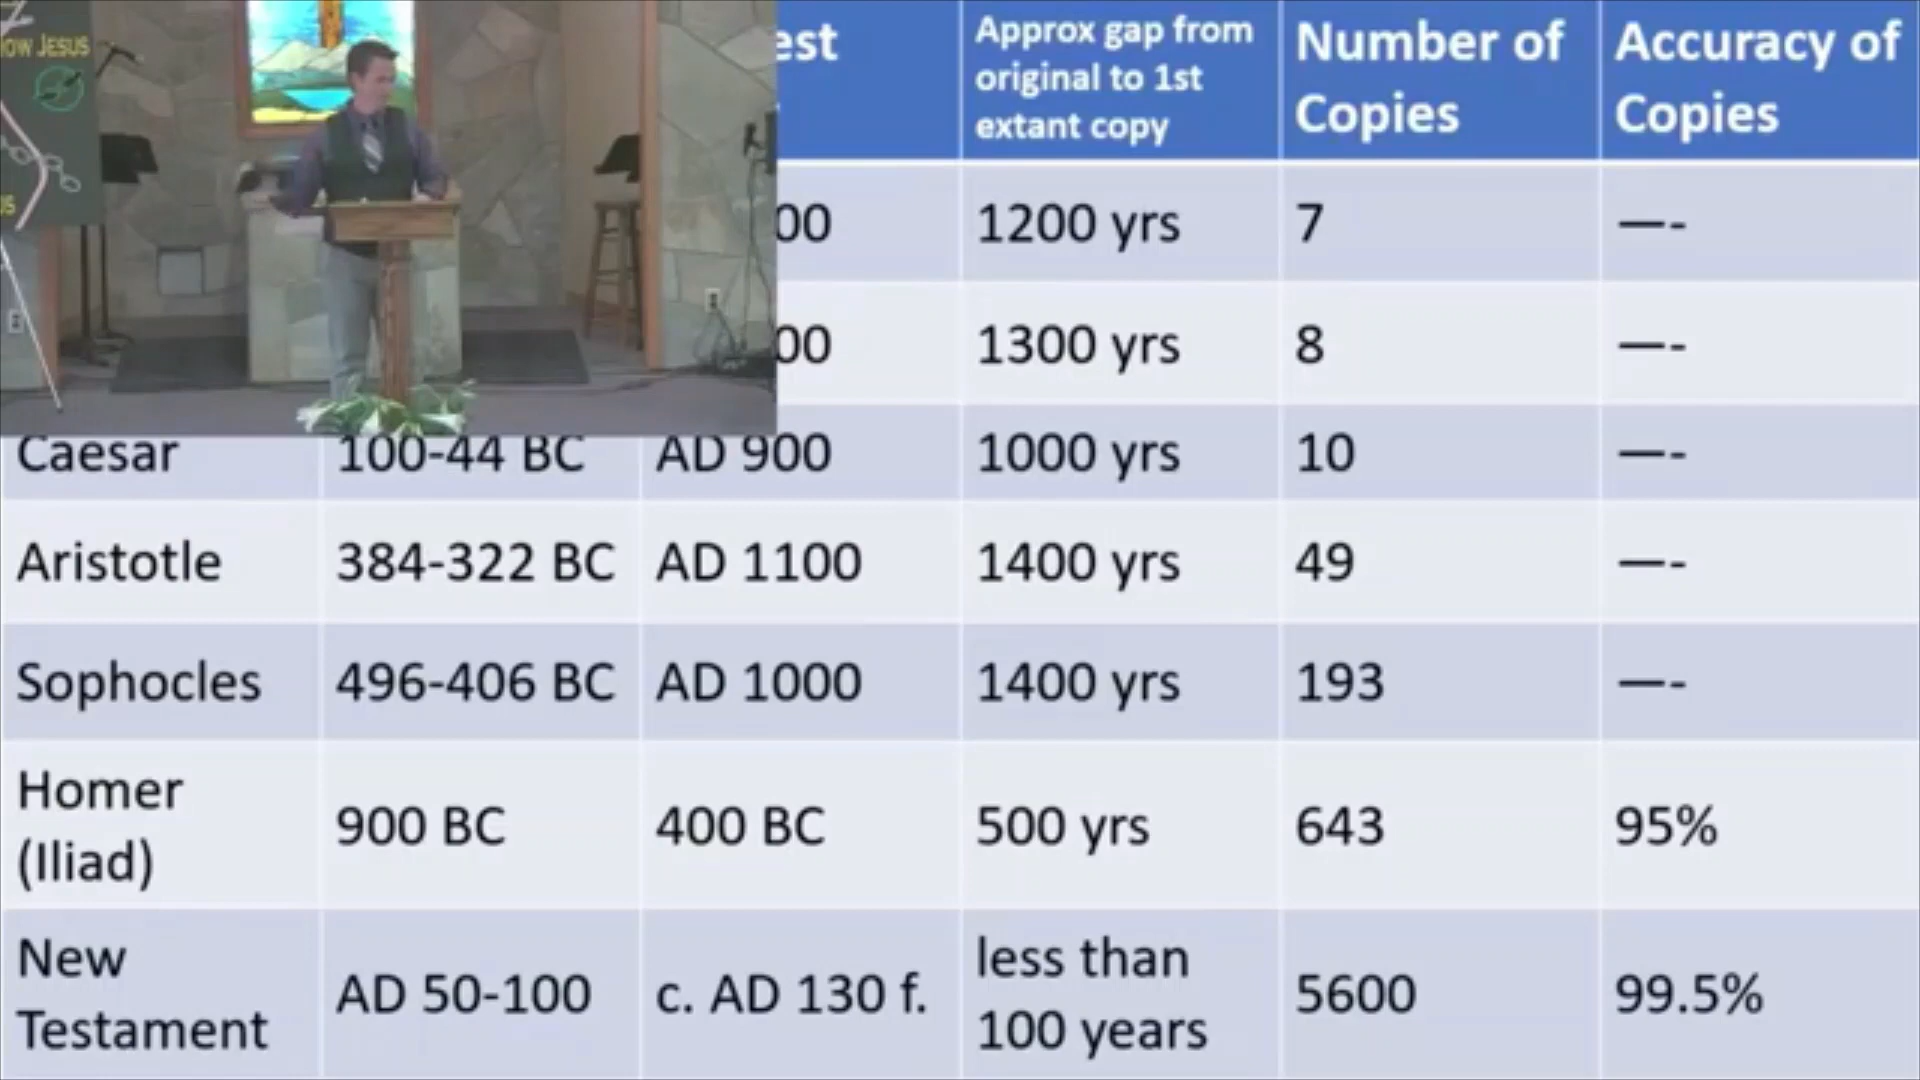 OW JESUS
US
est
Approx gap from
original to 1st
extant copy
Number of
Copies
Accuracy of
Copies
00
1200 yrs
7
—-
00
1300 yrs
8
—-
Caesar
100-44 BC
AD 900
1000 yrs
10
—-
Aristotle
384-322 BC
AD 1100
1400 yrs
49
—-
Sophocles
496-406 BC
AD 1000
1400 yrs
193
—-
Homer
(Iliad)
900 BC
400 BC
500 yrs
643
95%
New
Testament
AD 50-100
c. AD 130 f.
less than
100 years
5600
99.5%